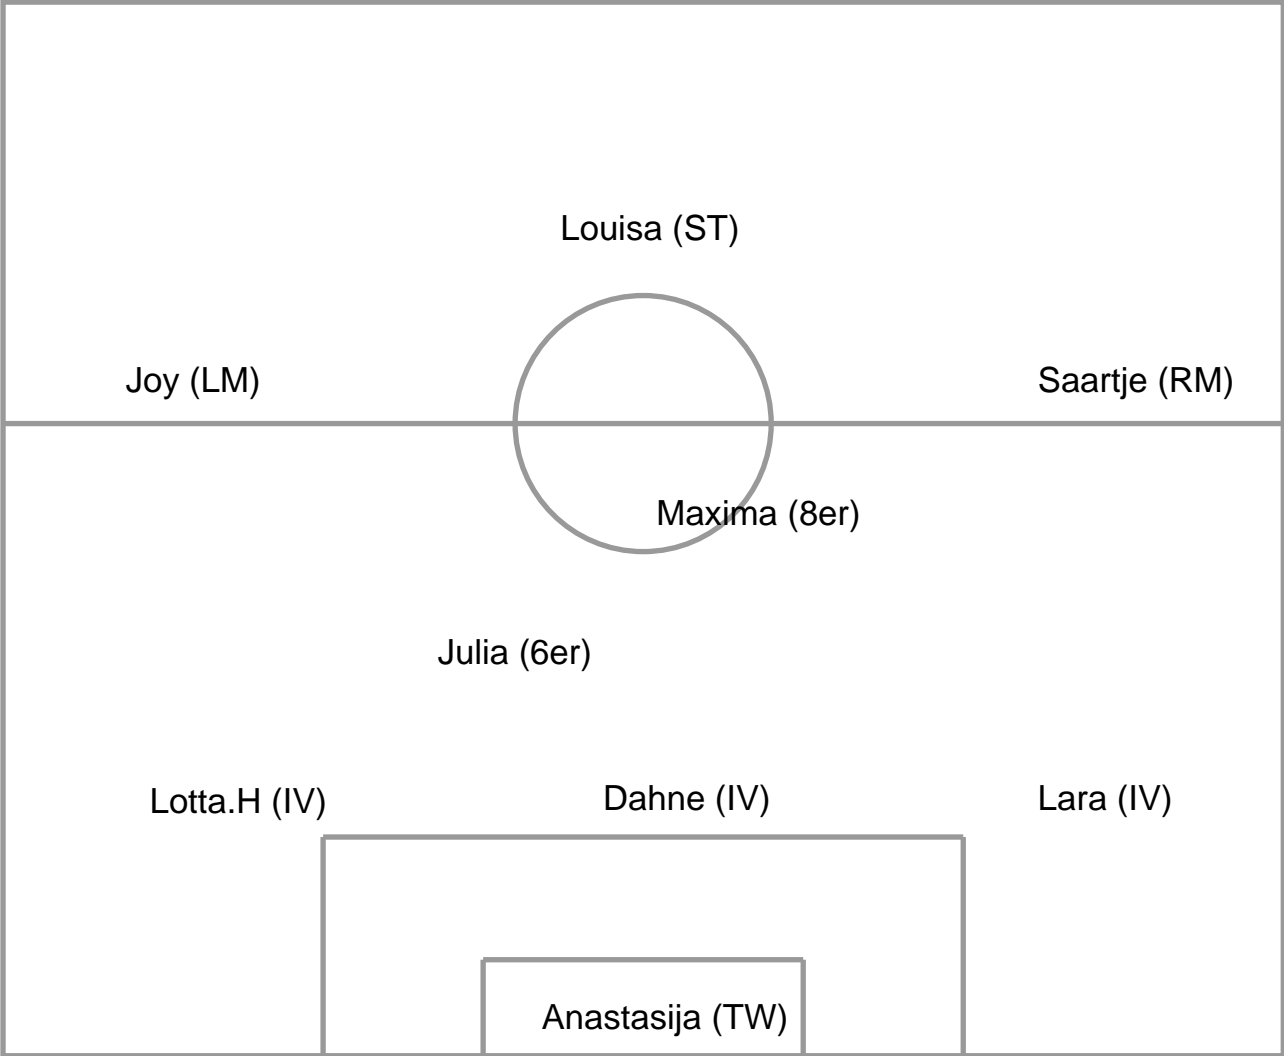 Louisa (ST)
Joy (LM)
Saartje (RM)
Maxima (8er)
Julia (6er)
Lotta.H (IV)
Dahne (IV)
Lara (IV)
Anastasija (TW)